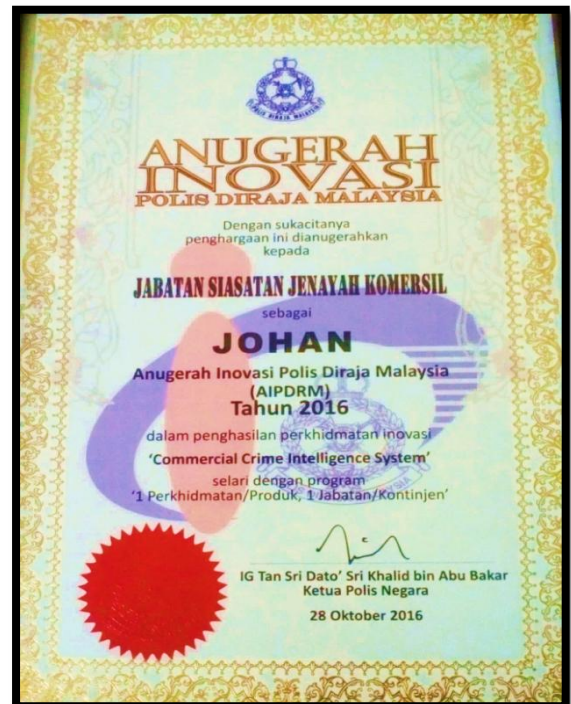 POLIS DIRAJA MALAYSIA
ANUGERAH
INOVASI
POLIS DIRAJA MALAYSIA
Dengan sukacitanya
penghargaan ini dianugerahkan
kepada
JABATAN SIASATAN JENAYAH KOMERSIL
sebagai
JOHAN
Anugerah Inovasi Polis Diraja Malaysia
(AIPDRM)
Tahun 2016
dalam penghasilan perkhidmatan inovasi
'Commercial Crime Intelligence System'
selari dengan program
'1 Perkhidmatan/Produk, 1 Jabatan/Kontinjen'
IG Tan Sri Dato' Sri Khalid bin Abu Bakar
Ketua Polis Negara
28 Oktober 2016